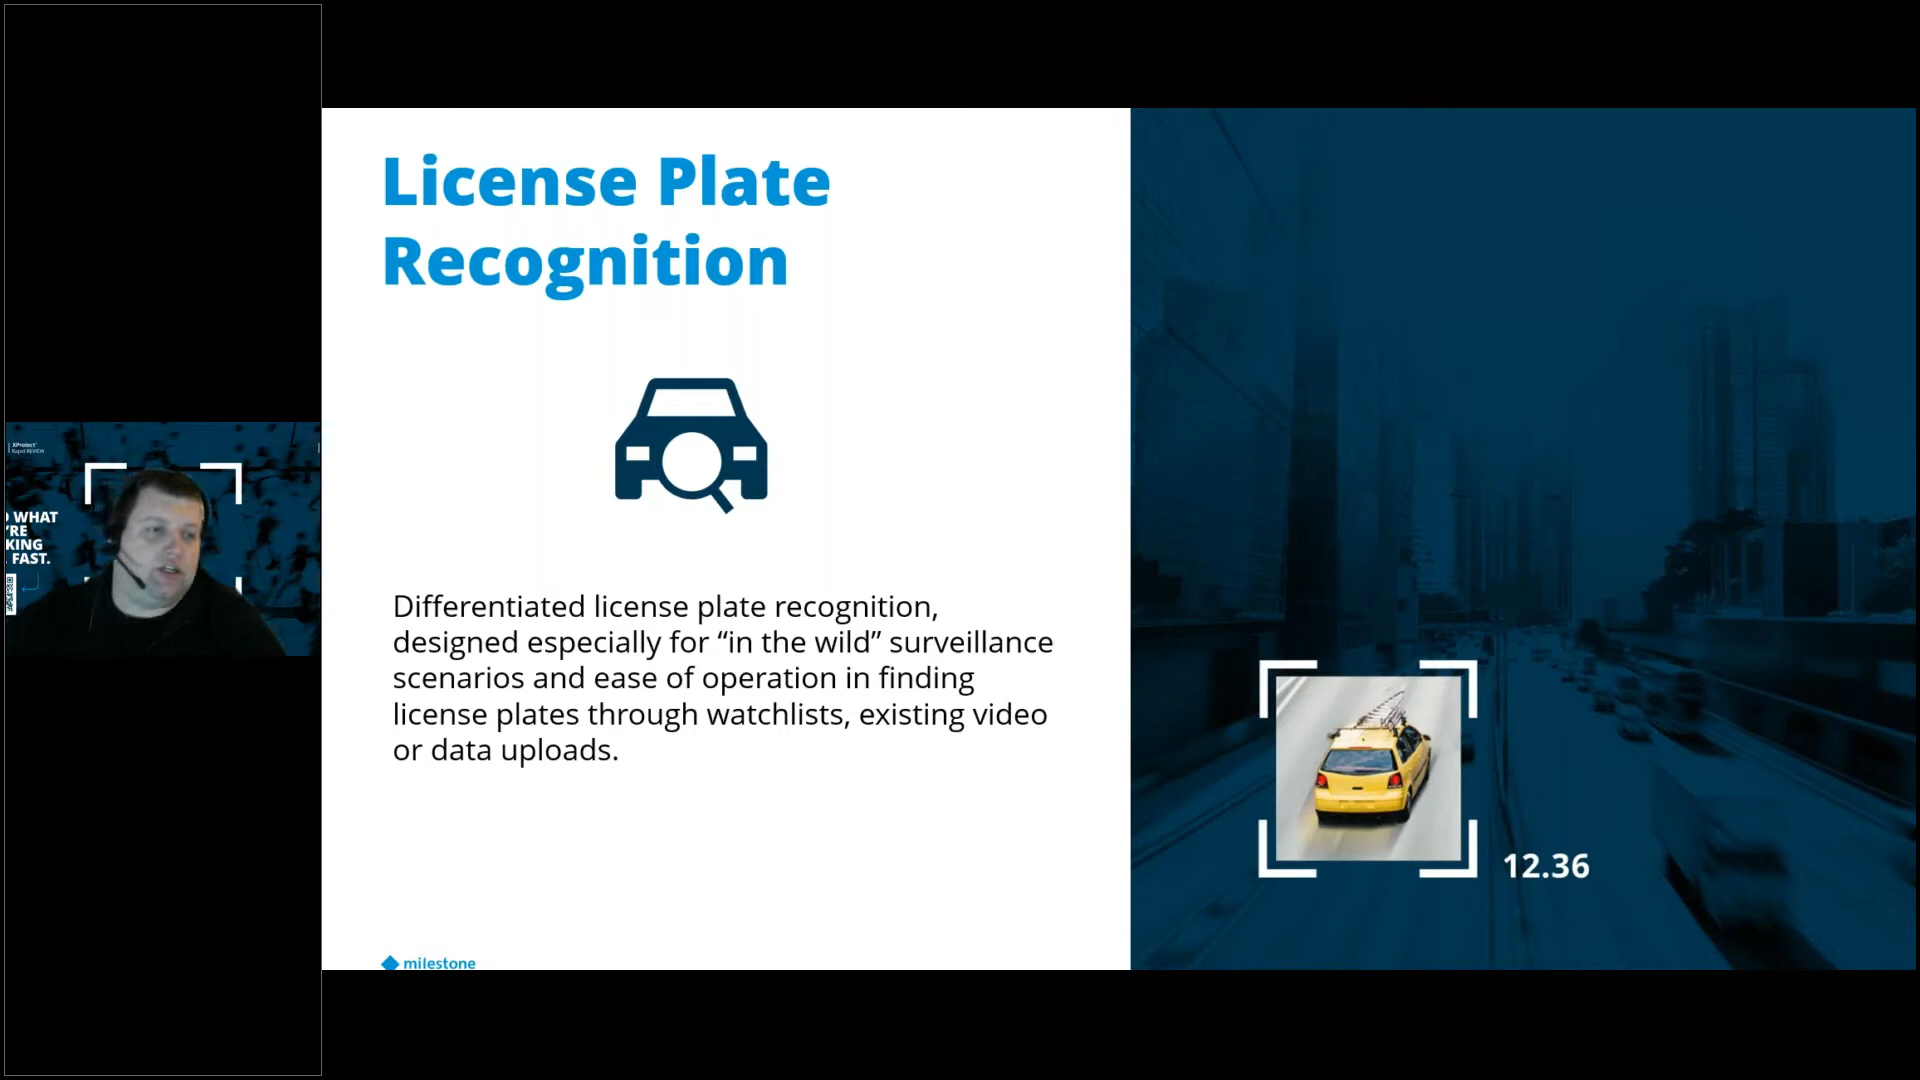 License Plate
Recognition
Differentiated license plate recognition,
designed especially for “in the wild” surveillance
scenarios and ease of operation in finding
license plates through watchlists, existing video
or data uploads.
milestone
12.36
XProtect®
Rapid REVIEW
WHAT
'RE
KING
FAST.